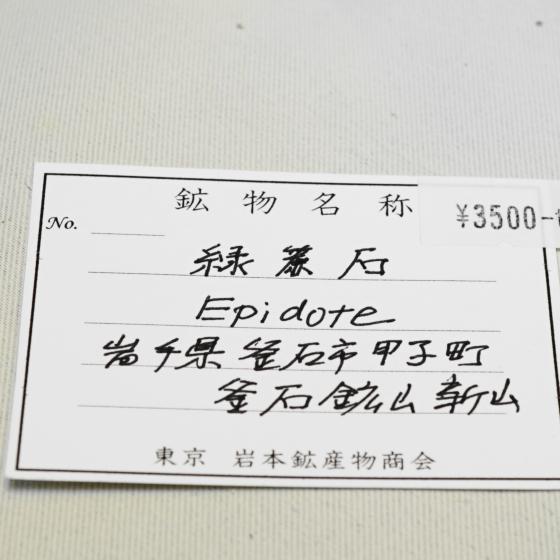 鉱物名称
¥3500-
No.
緑簾石
Epidote
岩手県釜石市甲子町
釜石鉱山新山
東京 岩本鉱産物商会